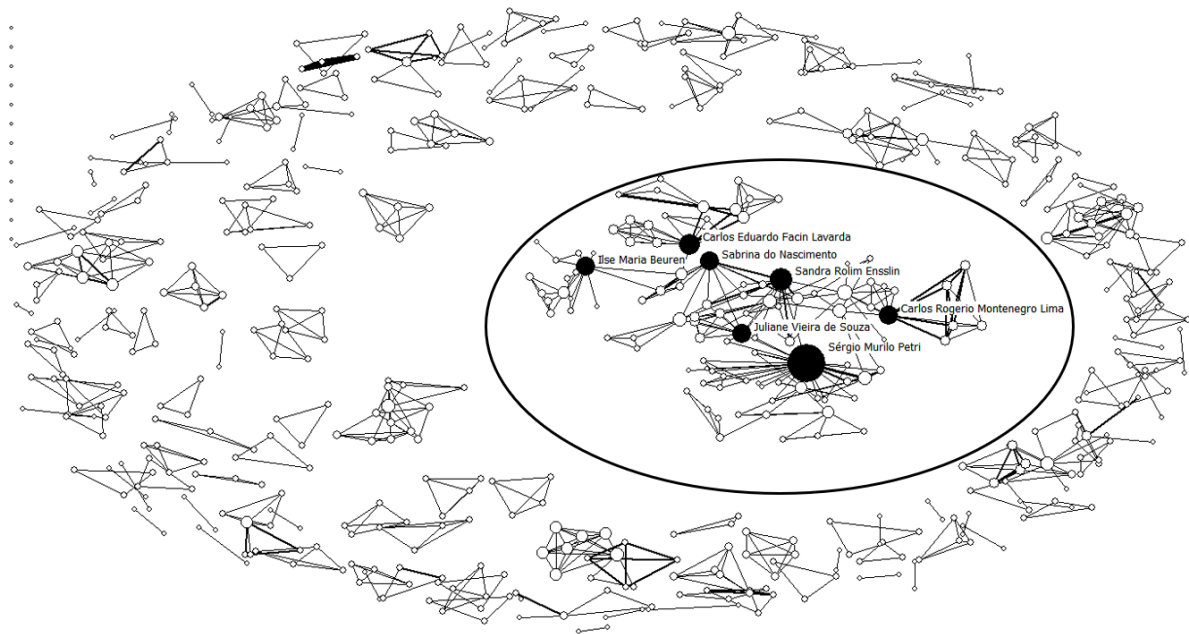 Carlos Eduardo Facin Lavarda
Sabrina do Nascimento
Ilse Maria Beuren
Sandra Rolim Ensslin
Carlos Rogerio Montenegro Lima
Juliane Vieira de Souza
Sérgio Murilo Petri